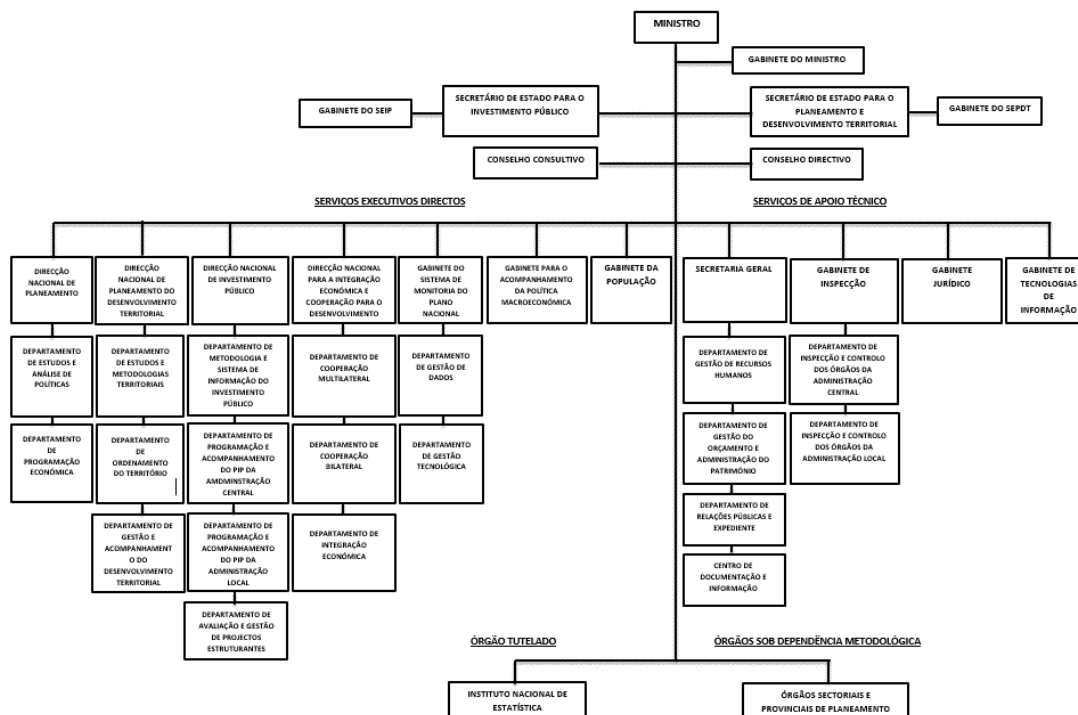 MINISTRO
GABINETE DO MINISTRO
GABINETE DO SEIP
SECRETÁRIO DE ESTADO PARA O
INVESTIMENTO PÚBLICO
SECRETÁRIO DE ESTADO PARA O
PLANEAMENTO E
DESENVOLVIMENTO TERRITORIAL
GABINETE DO SEPDT
CONSELHO CONSULTIVO
CONSELHO DIRECTIVO
SERVIÇOS EXECUTIVOS DIRECTOS
SERVIÇOS DE APOIO TÉCNICO
DIRECÇÃO
NACIONAL DE
PLANEAMENTO
DIRECÇÃO
NACIONAL DE
PLANEAMENTO DO
DESENVOLVIMENTO
TERRITORIAL
DIRECÇÃO NACIONAL
DE INVESTIMENTO
PÚBLICO
DIRECÇÃO NACIONAL
PARA A INTEGRAÇÃO
ECONÓMICA E
COOPERAÇÃO PARA O
DESENVOLVIMENTO
GABINETE DO
SISTEMA DE
MONITORIA DO
PLANO
NACIONAL
GABINETE PARA O
ACOMPANHAMENTO
DA POLÍTICA
MACROECONÓMICA
GABINETE DA
POPULAÇÃO
SECRETARIA GERAL
GABINETE DE
INSPECÇÃO
GABINETE
JURÍDICO
GABINETE DE
TECNOLOGIAS
DE
INFORMAÇÃO
DEPARTAMENTO
DE ESTUDOS E
ANÁLISE DE
POLÍTICAS
DEPARTAMENTO
DE ESTUDOS E
METODOLOGIAS
TERRITORIAIS
DEPARTAMENTO DE
METODOLOGIA E
SISTEMA DE
INFORMAÇÃO DO
INVESTIMENTO
PÚBLICO
DEPARTAMENTO DE
COOPERAÇÃO
MULTILATERAL
DEPARTAMENTO
DE GESTÃO DE
DADOS
DEPARTAMENTO DE
GESTÃO DE RECURSOS
HUMANOS
DEPARTAMENTO DE
INSPECÇÃO E CONTROLO
DOS ÓRGÃOS DA
ADMINISTRAÇÃO
CENTRAL
DEPARTAMENTO
DE
PROGRAMAÇÃO
ECONÓMICA
DEPARTAMENTO
DE
ORDENAMENTO
DO TERRITÓRIO
DEPARTAMENTO DE
PROGRAMAÇÃO E
ACOMPANHAMENTO
DO PIP DA
AMDMINSTRAÇÃO
CENTRAL
DEPARTAMENTO DE
COOPERAÇÃO
BILATERAL
DEPARTAMENTO
DE GESTÃO
TECNOLÓGICA
DEPARTAMENTO
DE GESTÃO DO
ORÇAMENTO E
ADMINISTRAÇÃO DO
PATRIMÓNIO
DEPARTAMENTO DE
INSPECÇÃO E CONTROLO
DOS ÓRGÃOS DA
ADMINISTRAÇÃO LOCAL
DEPARTAMENTO DE
GESTÃO E
ACOMPANHAMENT
O DO
DESENVOLVIMENTO
TERRITORIAL
DEPARTAMENTO DE
PROGRAMAÇÃO E
ACOMPANHAMENTO
DO PIP DA
ADMINISTRAÇÃO
LOCAL
DEPARTAMENTO DE
INTEGRAÇÃO
ECONÓMICA
DEPARTAMENTO DE
RELAÇÕES PÚBLICAS E
EXPEDIENTE
CENTRO DE
DOCUMENTAÇÃO E
INFORMAÇÃO
DEPARTAMENTO DE
AVALIAÇÃO E GESTÃO
DE PROJECTOS
ESTRUTURANTES
ÓRGÃO TUTELADO
ÓRGÃOS SOB DEPENDÊNCIA METODOLÓGICA
INSTITUTO NACIONAL DE
ESTATÍSTICA
ÓRGÃOS SECTORIAIS E
PROVINCIAIS DE PLANEAMENTO